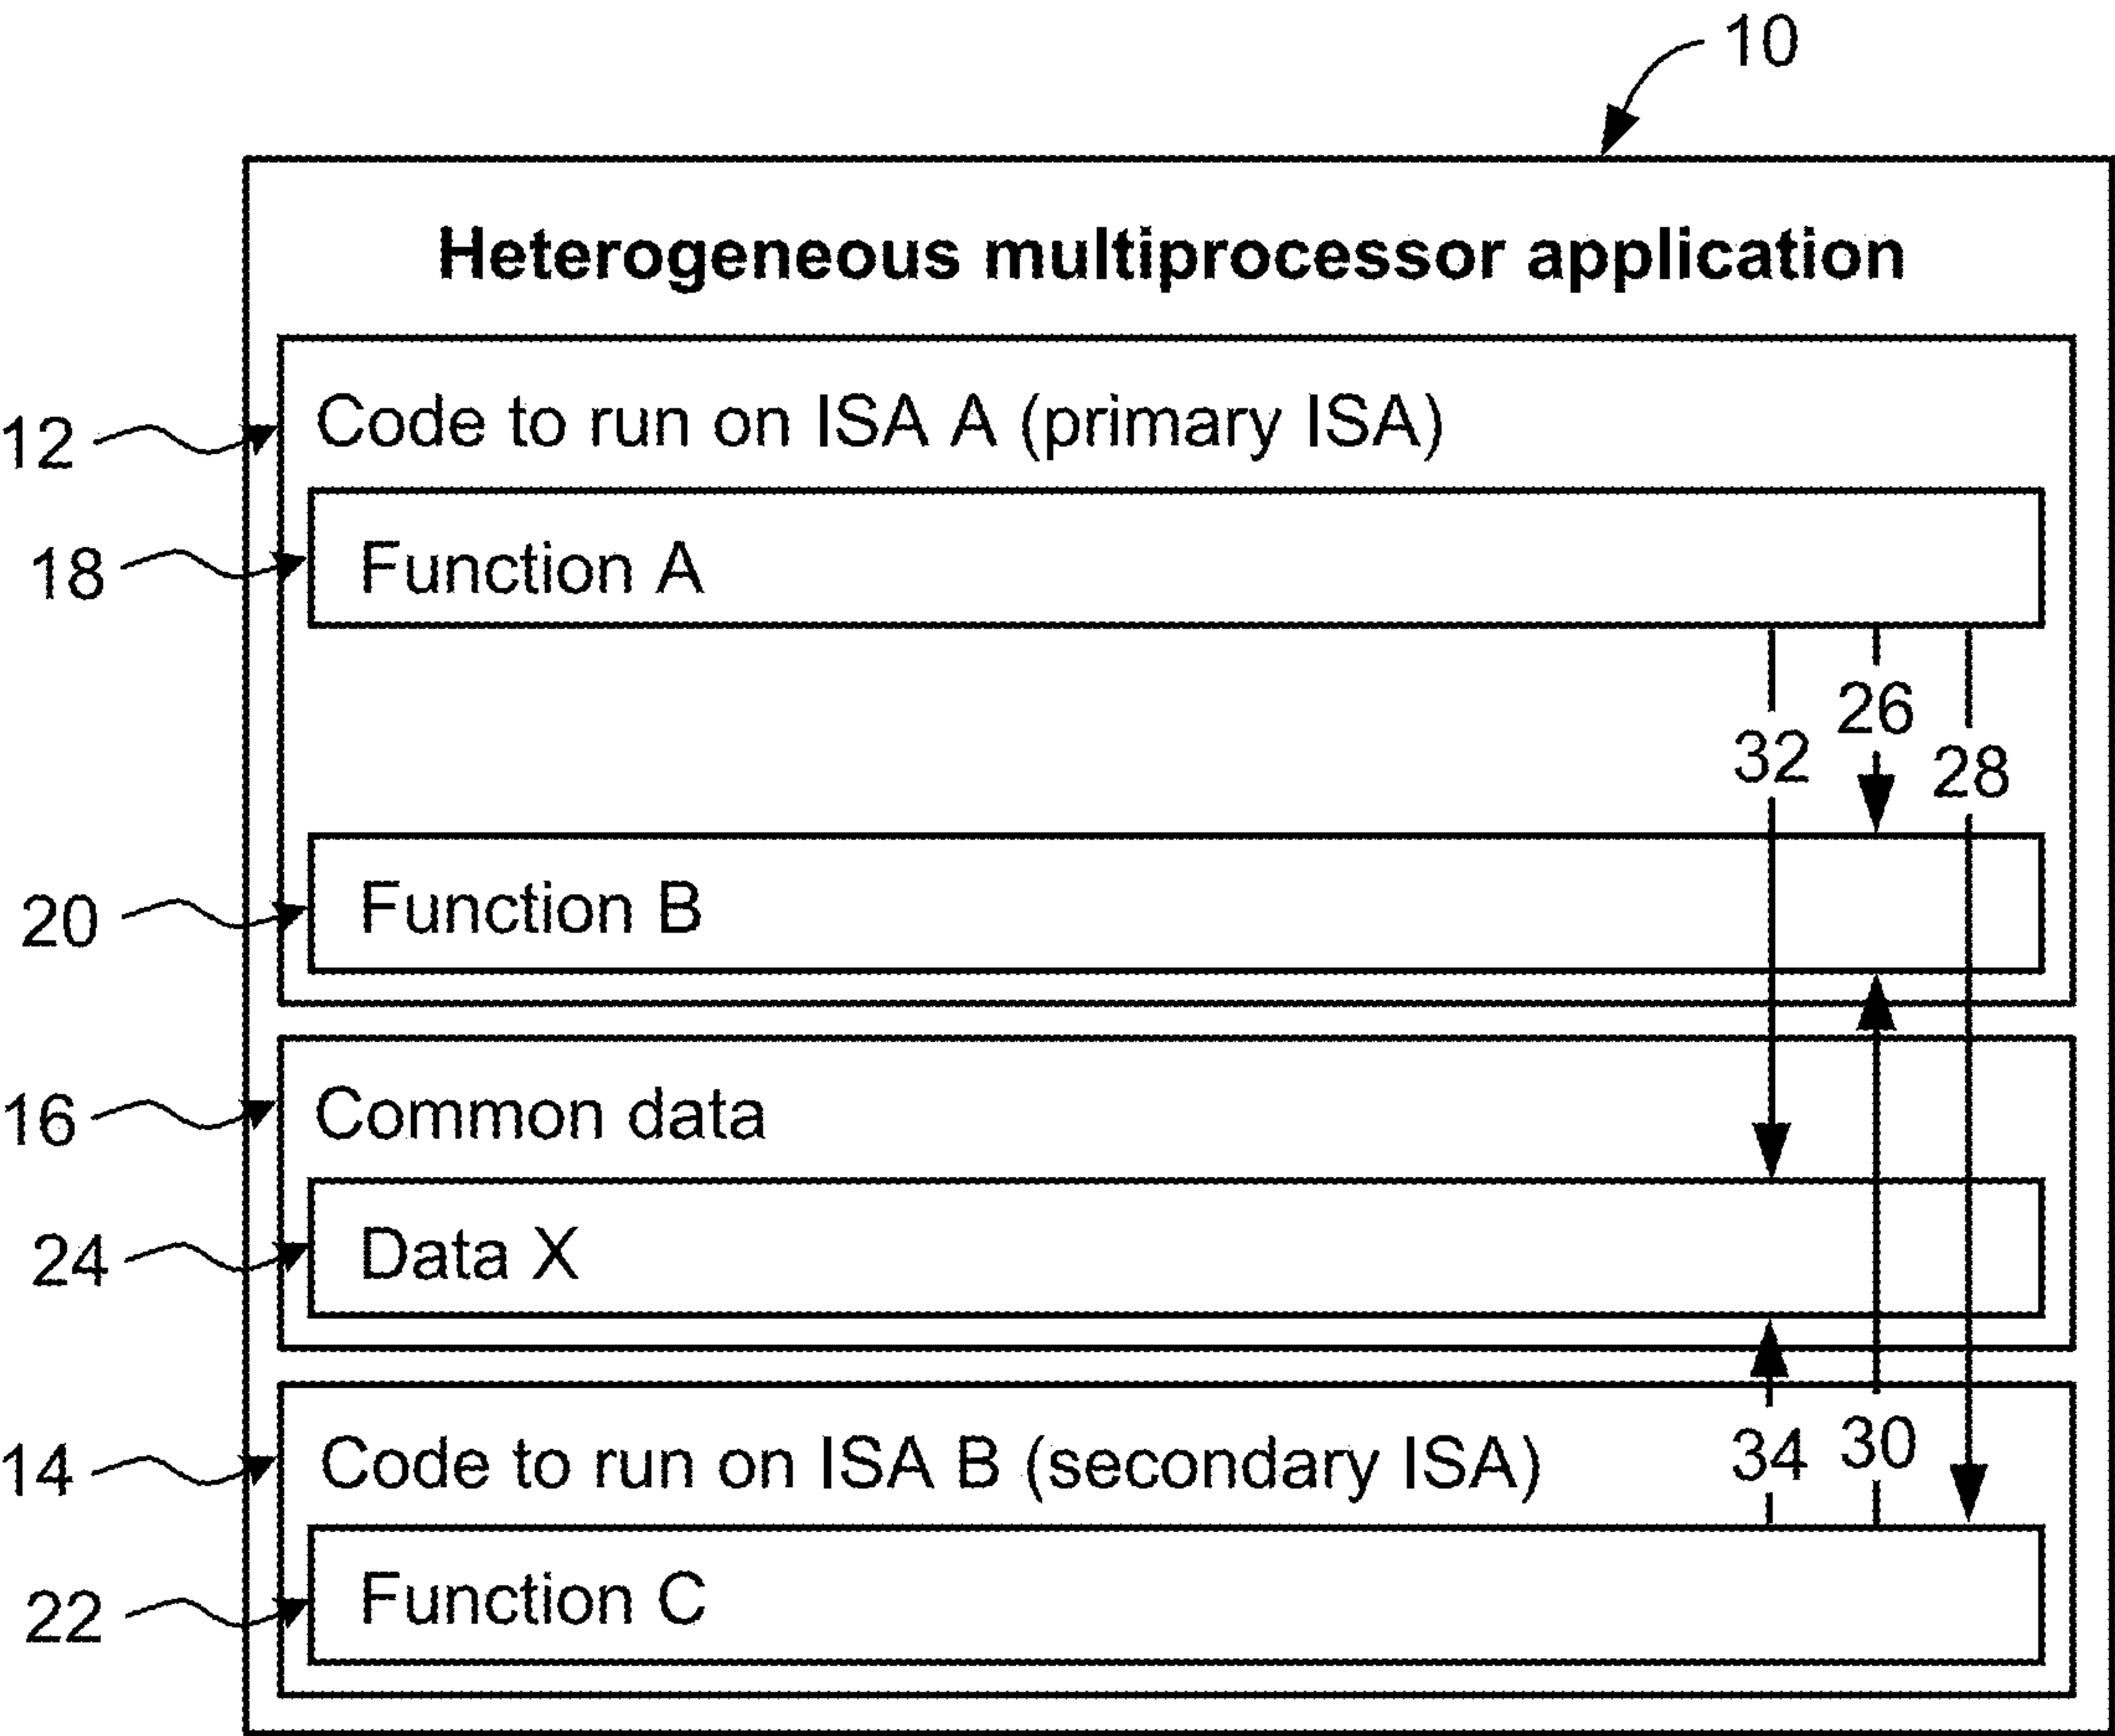 10
Heterogeneous multiprocessor application
12
Code to run on ISA A (primary ISA)
18
Function A
26
32
28
20
Function B
16
Common data
24
Data X
14
Code to run on ISA B (secondary ISA)
34
30
22
Function C